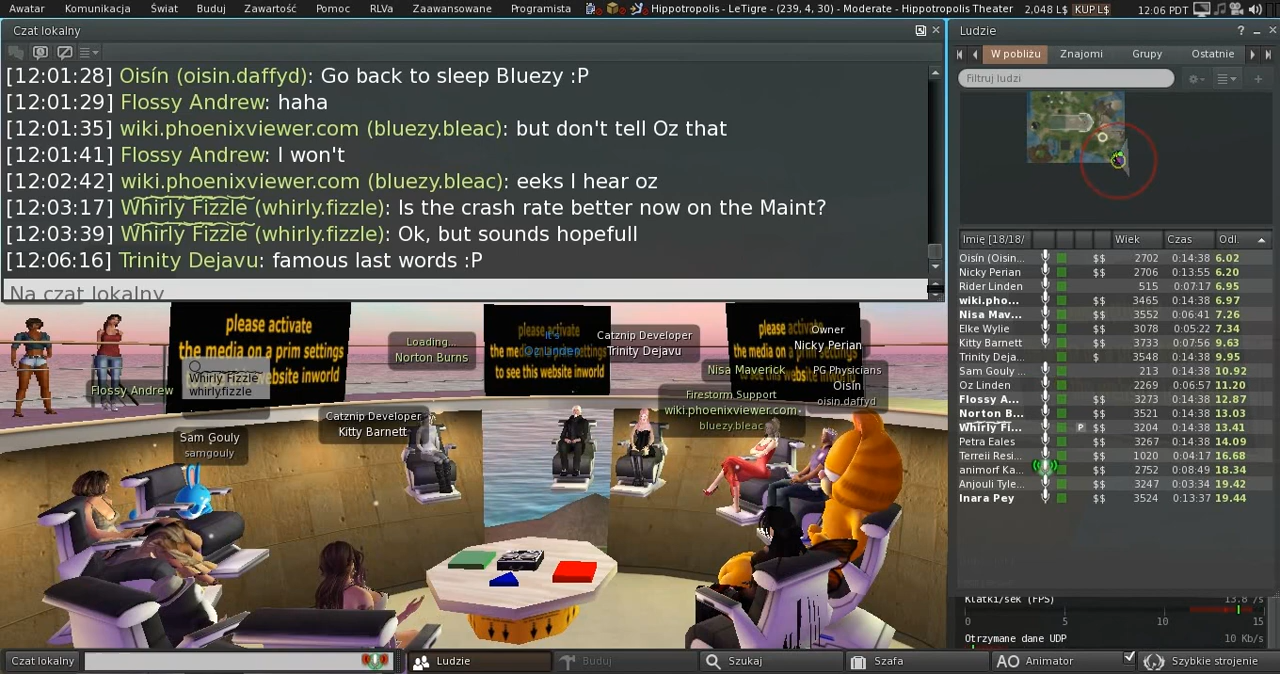 Awatar Komunikacja Świat Buduj Zawartość Pomoc RLVa Zaawansowane Programista Hippotropolis - LeTigre - (239, 4, 30) - Moderate - Hippotropolis Theater 2,048 L$ KUP L$ 12:06 PDT
Czat lokalny
[12:01:28] Oisín (oisin.daffyd): Go back to sleep Bluezy :P
[12:01:29] Flossy Andrew: haha
[12:01:35] wiki.phoenixviewer.com (bluezy.bleac): but don't tell Oz that
[12:01:41] Flossy Andrew: I won't
[12:02:42] wiki.phoenixviewer.com (bluezy.bleac): eeks I hear oz
[12:03:17] Whirly Fizzle (whirly.fizzle): Is the crash rate better now on the Maint?
[12:03:39] Whirly Fizzle (whirly.fizzle): Ok, but sounds hopefull
[12:06:16] Trinity Dejavu: famous last words :P
Na czat lokalny
Ludzie
W pobliżu Znajomi Grupy Ostatnie
Filtruj ludzi
Imię [18/18/ Wiek Czas Odl.
Oisín (Oisin... $$ 2702 0:14:38 6.02
Nicky Perian $$ 2706 0:13:55 6.20
Rider Linden 515 0:07:17 6.95
wiki.pho... $$ 3465 0:14:38 6.97
Nisa Mav... $$ 3552 0:06:41 7.26
Elke Wylie $$ 3078 0:05:22 7.34
Kitty Barnett $$ 3733 0:07:56 9.63
Trinity Deja... $ 3548 0:14:38 9.95
Sam Gouly ... $$ 213 0:14:38 10.92
Oz Linden $$ 2269 0:06:57 11.20
Flossy A... $$ 3273 0:14:38 12.87
Norton B... $$ 3521 0:14:38 13.03
Whirly Fi... P $$ 3204 0:14:38 13.41
Petra Eales $$ 3267 0:14:38 14.09
Terreii Resi... $$ 1020 0:04:17 16.68
animorf Ka... $$ 2752 0:08:49 18.34
Anjouli Tyle... $$ 3247 0:03:34 19.42
Inara Pey $$ 3524 0:13:37 19.44
please activate
the media on a prim settings
website inworld
Flossy Andrew
Whirly Fizzle
whirly.fizzle
Loading...
Norton Burns
please activate
to see this website inworld
Catznip Developer
Trinity Dejavu
please activate
Owner
Nicky Perian
Nisa Maverick
PG Physicians
Oisín
oisin.daffyd
Firestorm Support
wiki.phoenixviewer.com
bluezy.bleac
Catznip Developer
Kitty Barnett
Sam Gouly
samgouly
Klatki/sek (FPS) 13.8 /s
0 5 10 15
Otrzymane dane UDP 10 Kb/s
Czat lokalny Ludzie Buduj Szukaj Szafa AO Animator Szybkie strojenie